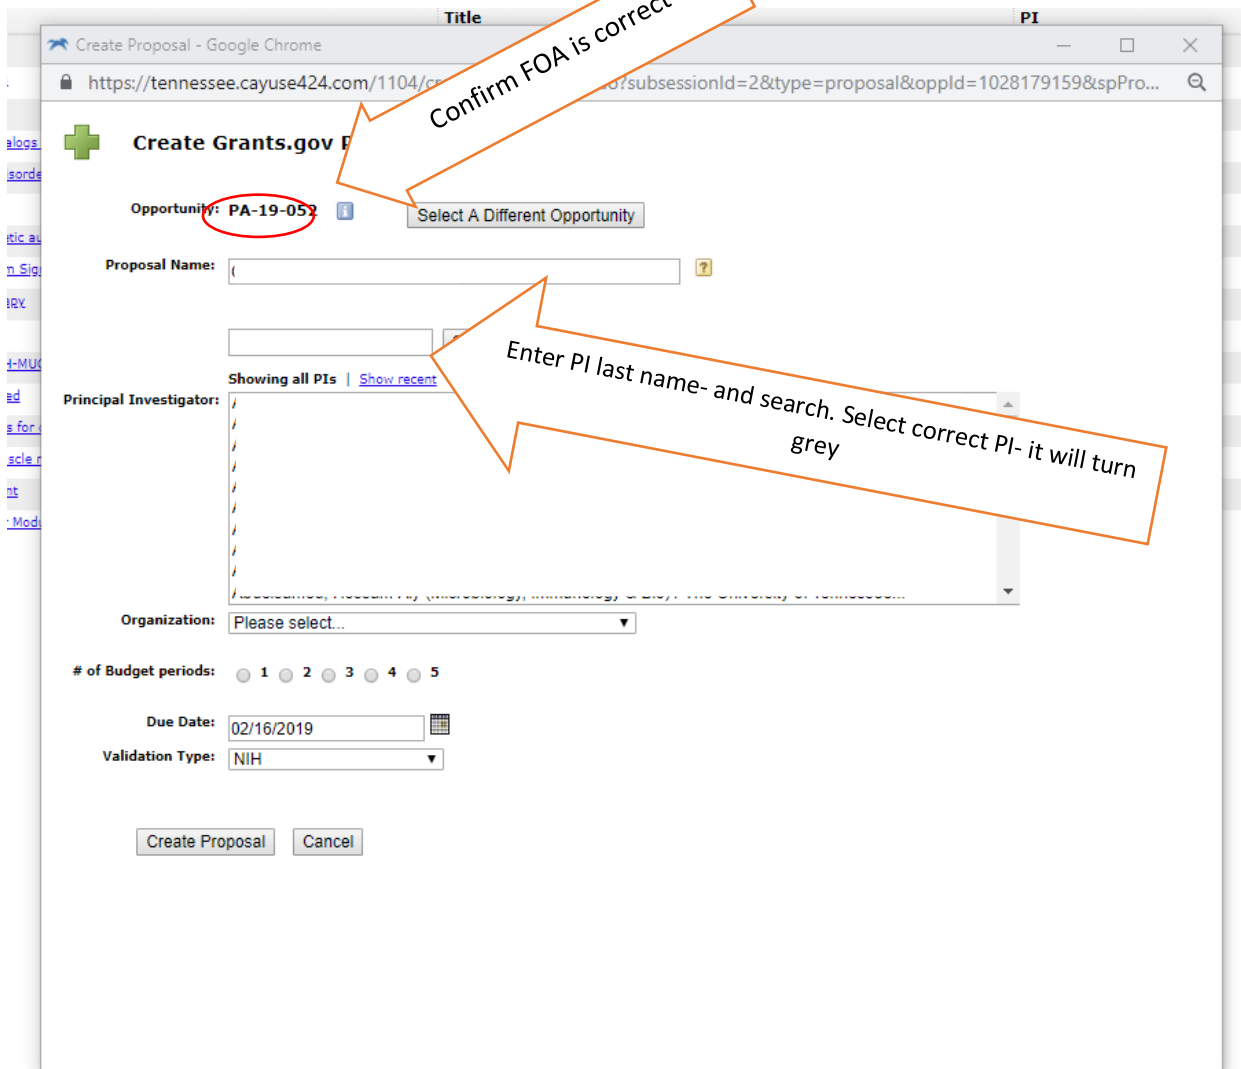 Title PI
Create Proposal - Google Chrome
https://tennessee.cayuse424.com/1104/ ?subsessionId=2&type=proposal&oppId=1028179159&spPro...
Confirm FOA is correct
Create Grants.gov
Opportunity: PA-19-052 Select A Different Opportunity
Proposal Name:
Enter PI last name- and search. Select correct PI- it will turn
grey
Showing all PIs | Show recent
Principal Investigator:
Organization: Please select...
# of Budget periods: 1 2 3 4 5
Due Date: 02/16/2019
Validation Type: NIH
Create Proposal Cancel